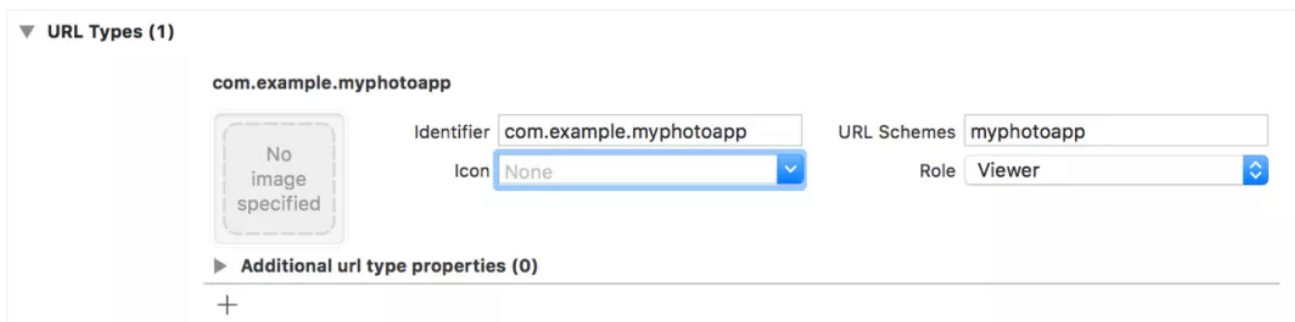 URL Types (1)
com.example.myphotoapp
No
image
specified
Identifier com.example.myphotoapp URL Schemes myphotoapp
Icon None Role Viewer
Additional url type properties (0)